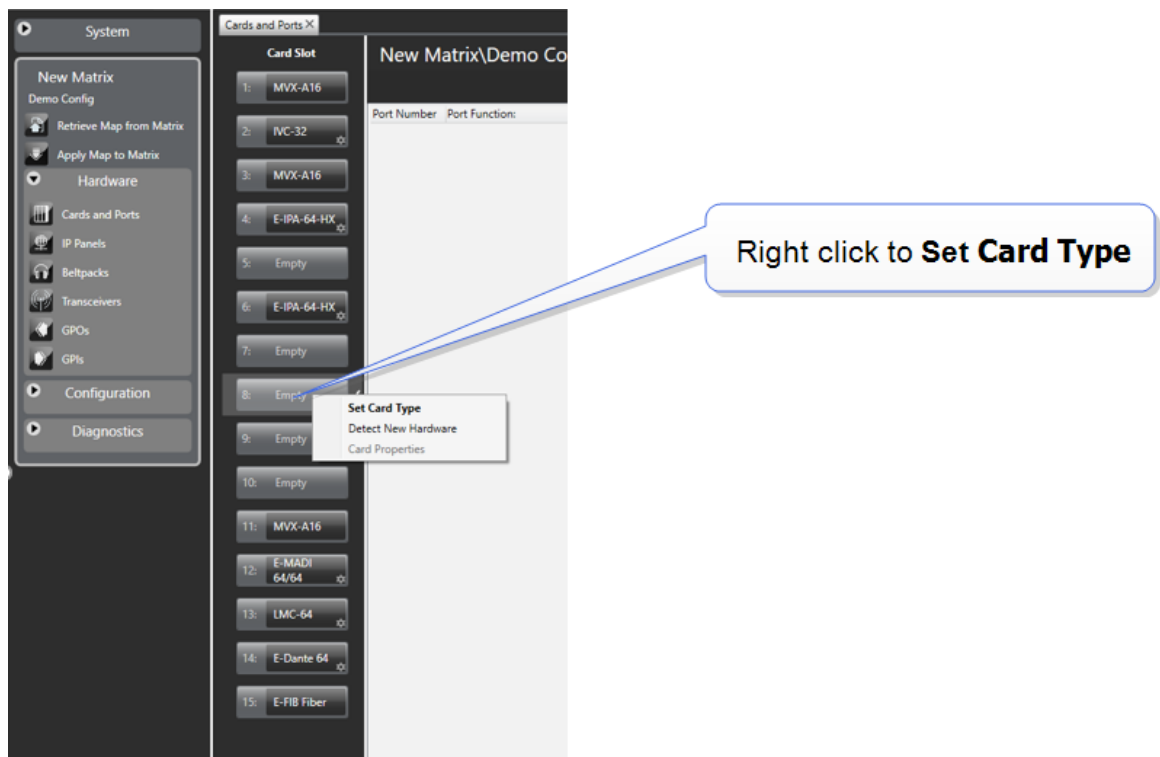 System
New Matrix
Demo Config
Retrieve Map from Matrix
Apply Map to Matrix
Hardware
Cards and Ports
IP Panels
Beltpacks
Transceivers
GPOs
GPIs
Configuration
Diagnostics
Cards and Ports X
Card Slot
1: MVX-A16
2: IVC-32
3: MVX-A16
4: E-IPA-64-HX
5: Empty
6: E-IPA-64-HX
7: Empty
8: Empty
9: Empty
10: Empty
11: MVX-A16
12: E-MADI
64/64
13: LMC-64
14: E-Dante 64
15: E-FIB Fiber
New Matrix\Demo Co
Port Number Port Function:
Set Card Type
Detect New Hardware
Card Properties
Right click to Set Card Type